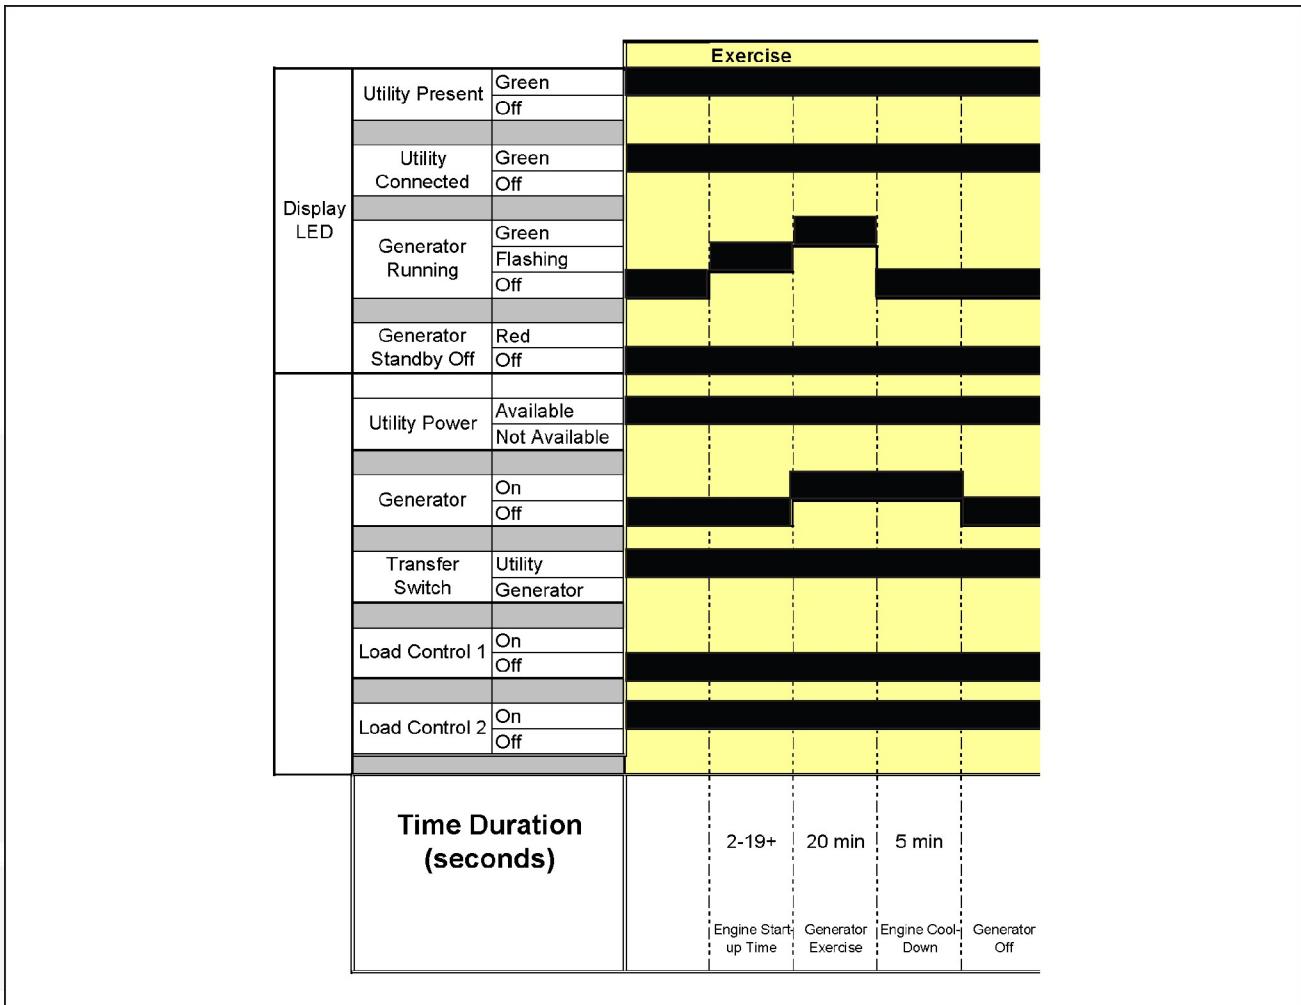 Exercise
Utility Present
Green
Off
Display
LED
Utility
Connected
Green
Off
Generator
Running
Green
Flashing
Off
Generator
Standby Off
Red
Off
Utility Power
Available
Not Available
Generator
On
Off
Transfer
Switch
Utility
Generator
Load Control 1
On
Off
Load Control 2
On
Off
Time Duration
(seconds)
2-19+
20 min
5 min
Engine Start-
up Time
Generator
Exercise
Engine Cool-
Down
Generator
Off